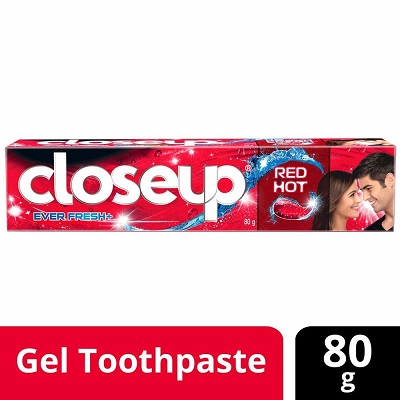 closeup
EVER FRESH+
80 g
RED
HOT
Gel Toothpaste
80
g